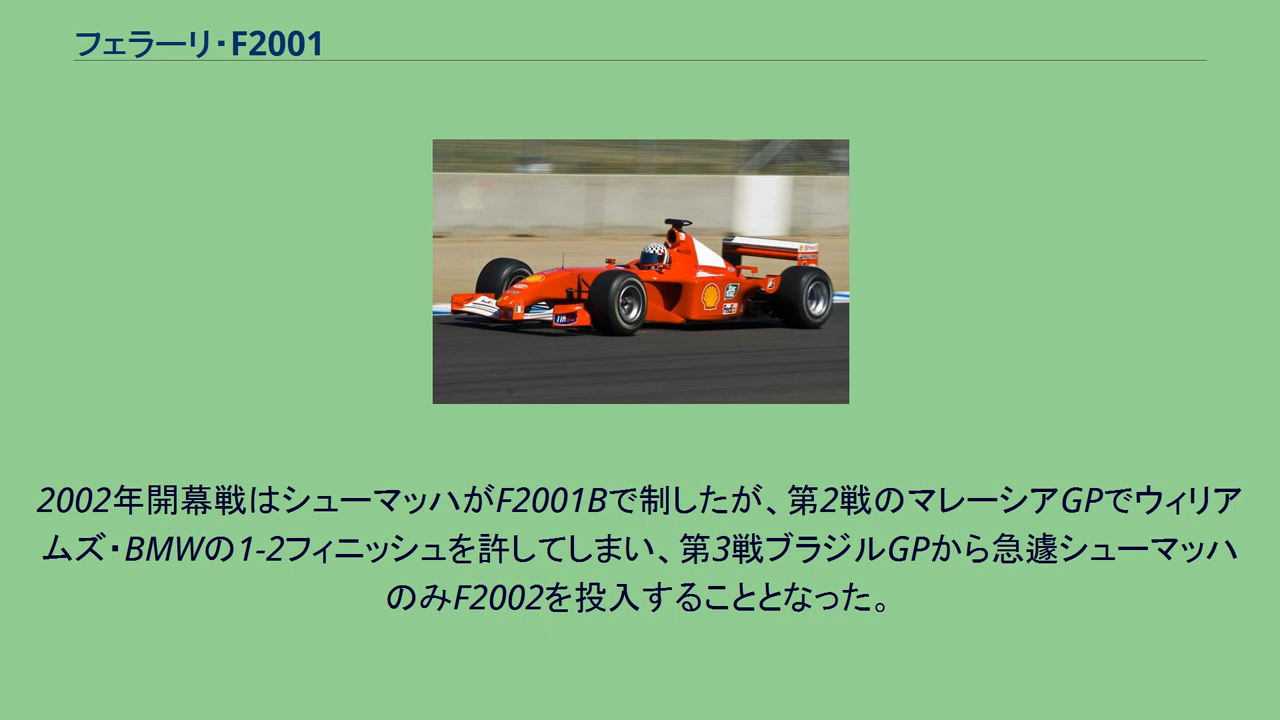 フェラーリ・F2001
2002年開幕戦はシューマッハがF2001Bで制したが、第2戦のマレーシアGPでウィリア
ムズ・BMWの1-2フィニッシュを許してしまい、第3戦ブラジルGPから急遽シューマッハ
のみF2002を投入することとなった。